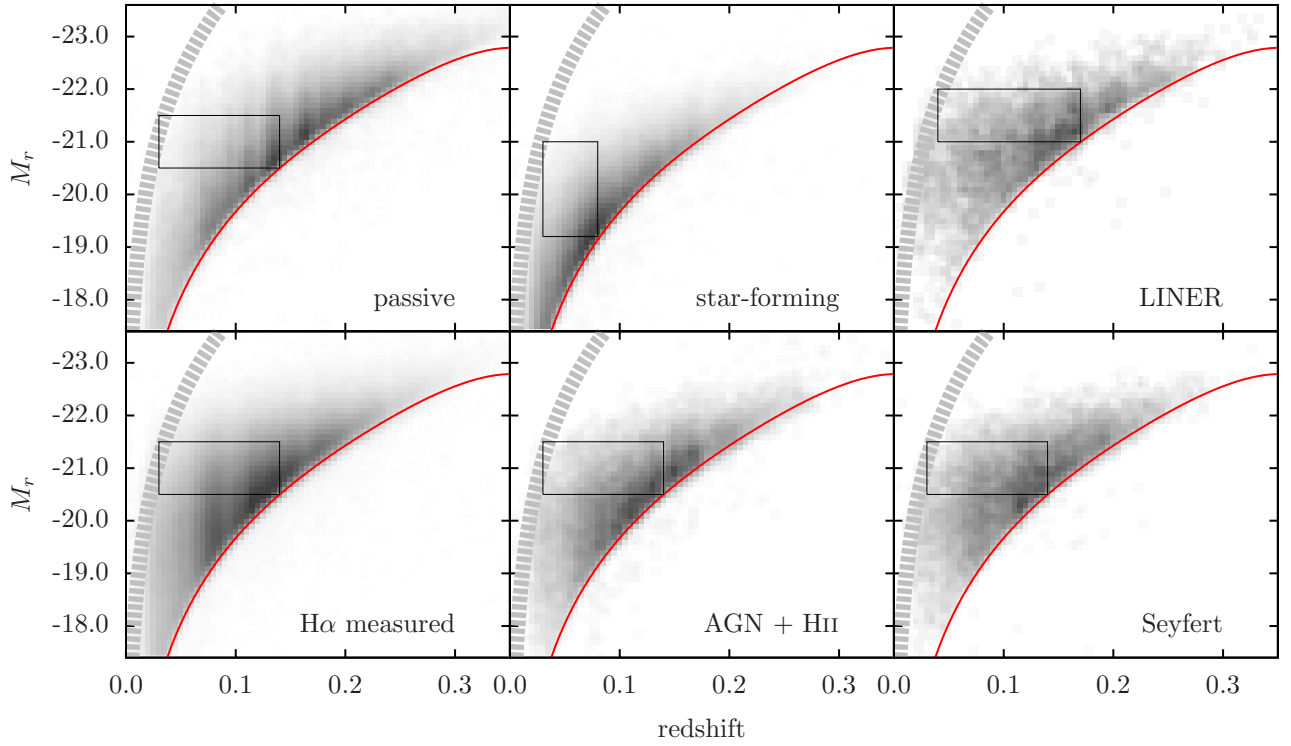 -23.0
-22.0
-21.0
-20.0
-19.0
-18.0
M_r
passive
star-forming
LINER
-23.0
-22.0
-21.0
-20.0
-19.0
-18.0
M_r
Hα measured
AGN + HII
Seyfert
0.0 0.1 0.2 0.3 0.0 0.1 0.2 0.3 0.0 0.1 0.2 0.3
redshift